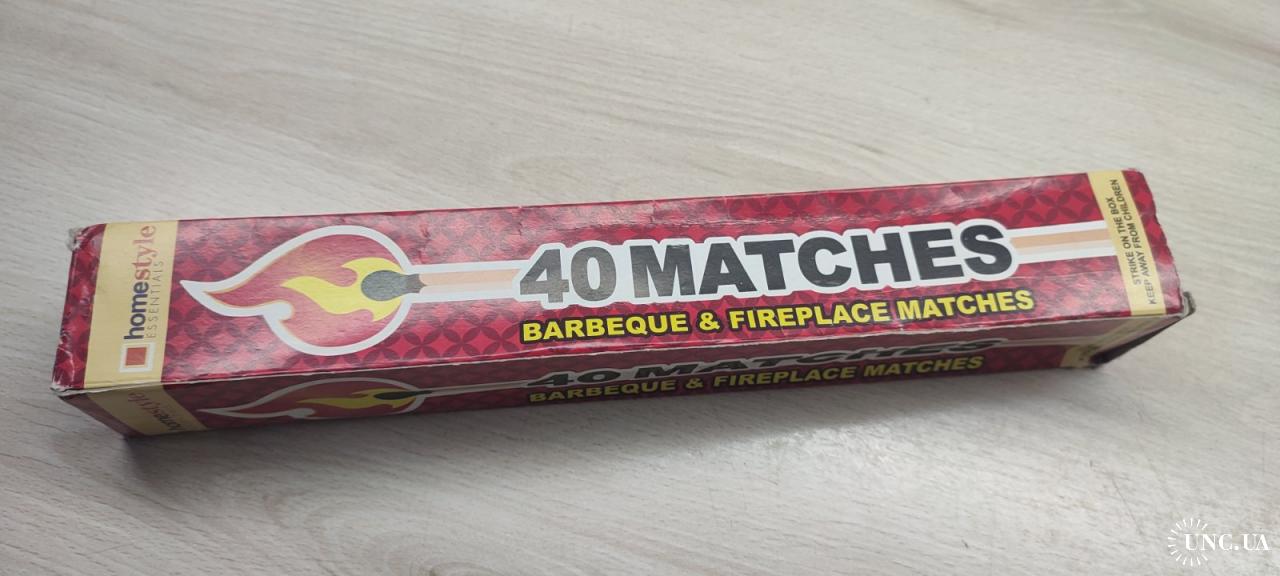 homestyle
ESSENTIALS
40 MATCHES
BARBEQUE & FIREPLACE MATCHES
STRIKE ON THE BOX
KEEP AWAY FROM CHILDREN
40 MATCHES
BARBEQUE & FIREPLACE MATCHES
homestyle
UNC.UA